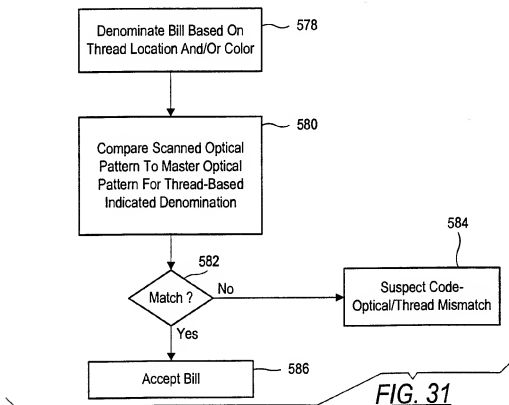 Denominate Bill Based On
Thread Location And/Or Color
578
580
Compare Scanned Optical
Pattern To Master Optical
Pattern For Thread-Based
Indicated Denomination
582
Match ?
No
Yes
584
Suspect Code-
Optical/Thread Mismatch
Accept Bill
586
FIG. 31